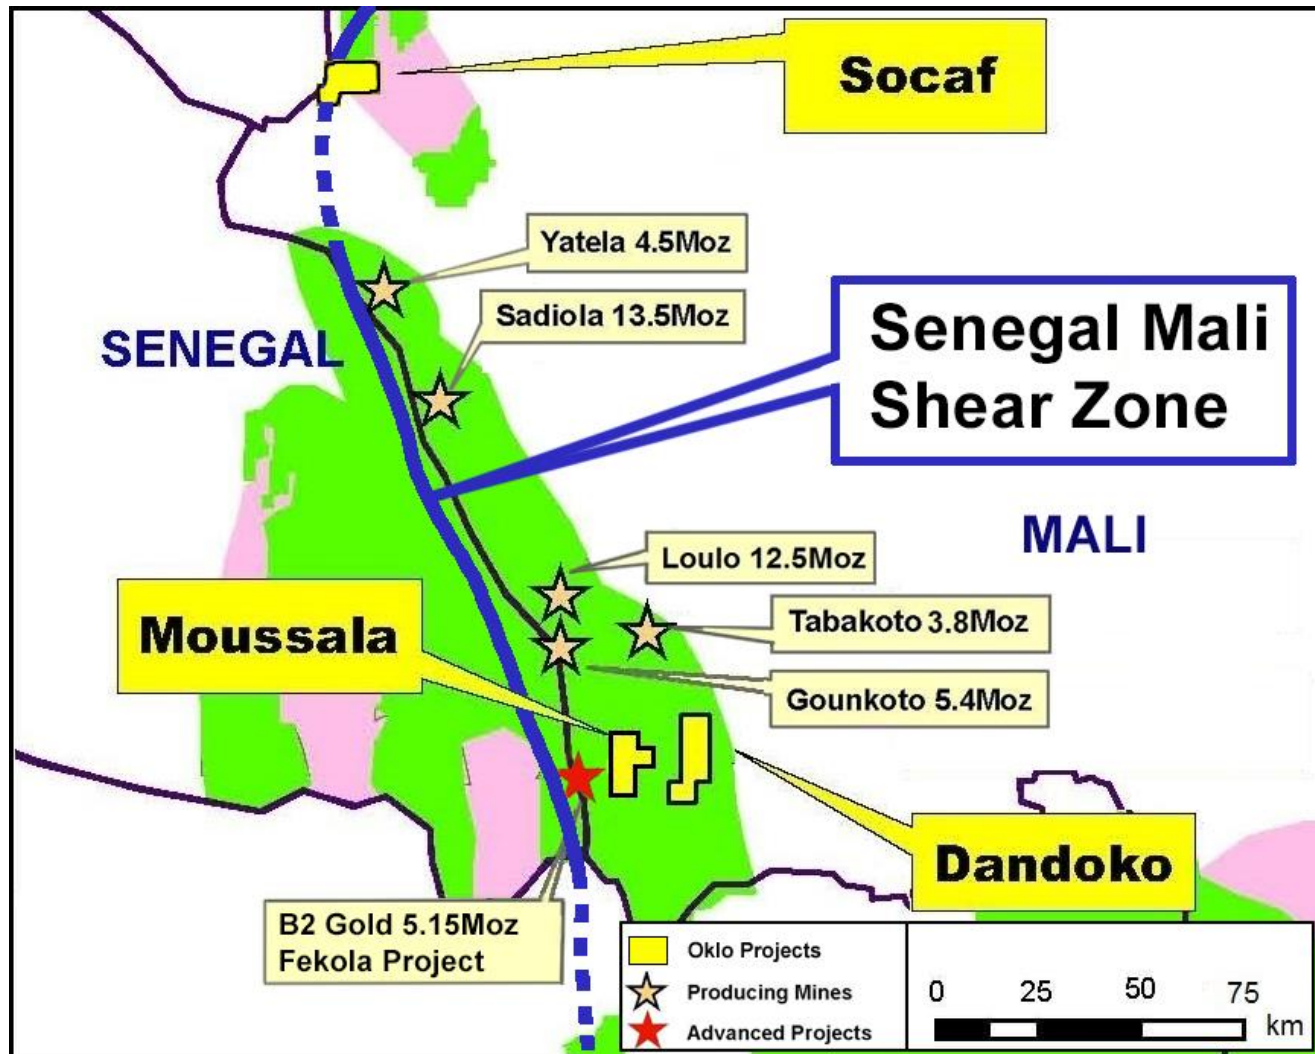 Socaf
Yatela 4.5Moz
Sadiola 13.5Moz
SENEGAL
Senegal Mali
Shear Zone
MALI
Loulo 12.5Moz
Moussala
Tabakoto 3.8Moz
Gounkoto 5.4Moz
Dandoko
B2 Gold 5.15Moz
Fekola Project
Oklo Projects
Producing Mines
Advanced Projects
0 25 50 75
km